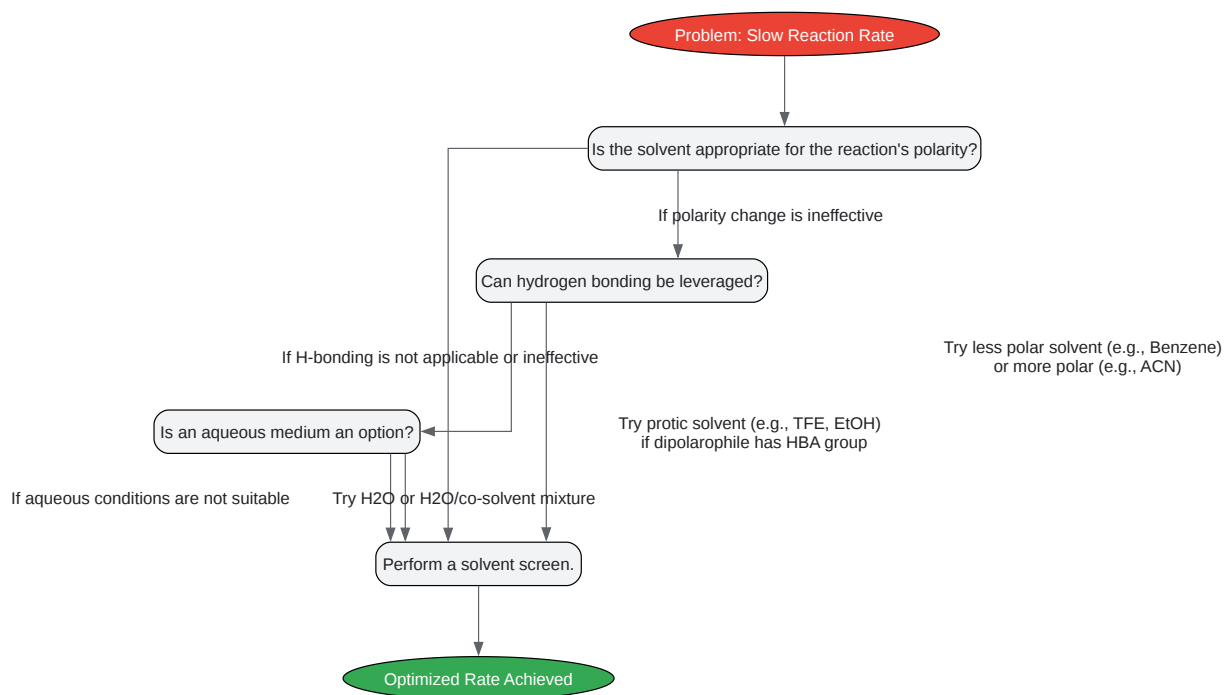 Problem: Slow Reaction Rate
Is the solvent appropriate for the reaction's polarity?
If polarity change is ineffective
Can hydrogen bonding be leveraged?
If H-bonding is not applicable or ineffective
Try less polar solvent (e.g., Benzene)
or more polar (e.g., ACN)
Is an aqueous medium an option?
Try protic solvent (e.g., TFE, EtOH)
if dipolarophile has HBA group
If aqueous conditions are not suitable
Try H2O or H2O/co-solvent mixture
Perform a solvent screen.
Optimized Rate Achieved